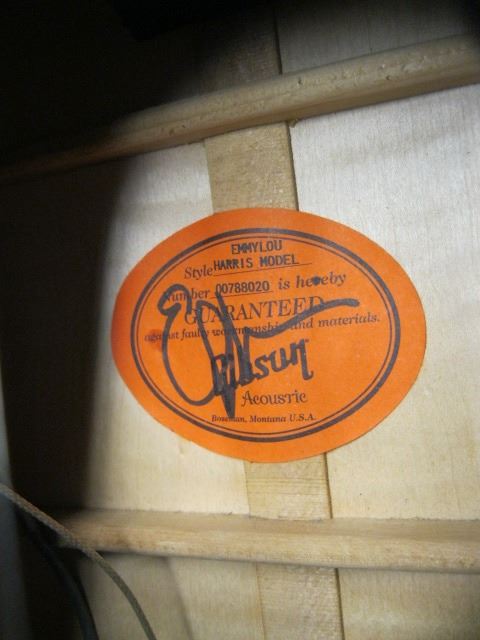 EMMYLOU
Style HARRIS MODEL
Number 00788020 is hereby
GUARANTEED
against faulty workmanship and materials.
Gibson
Acoustic
Bozeman, Montana U.S.A.